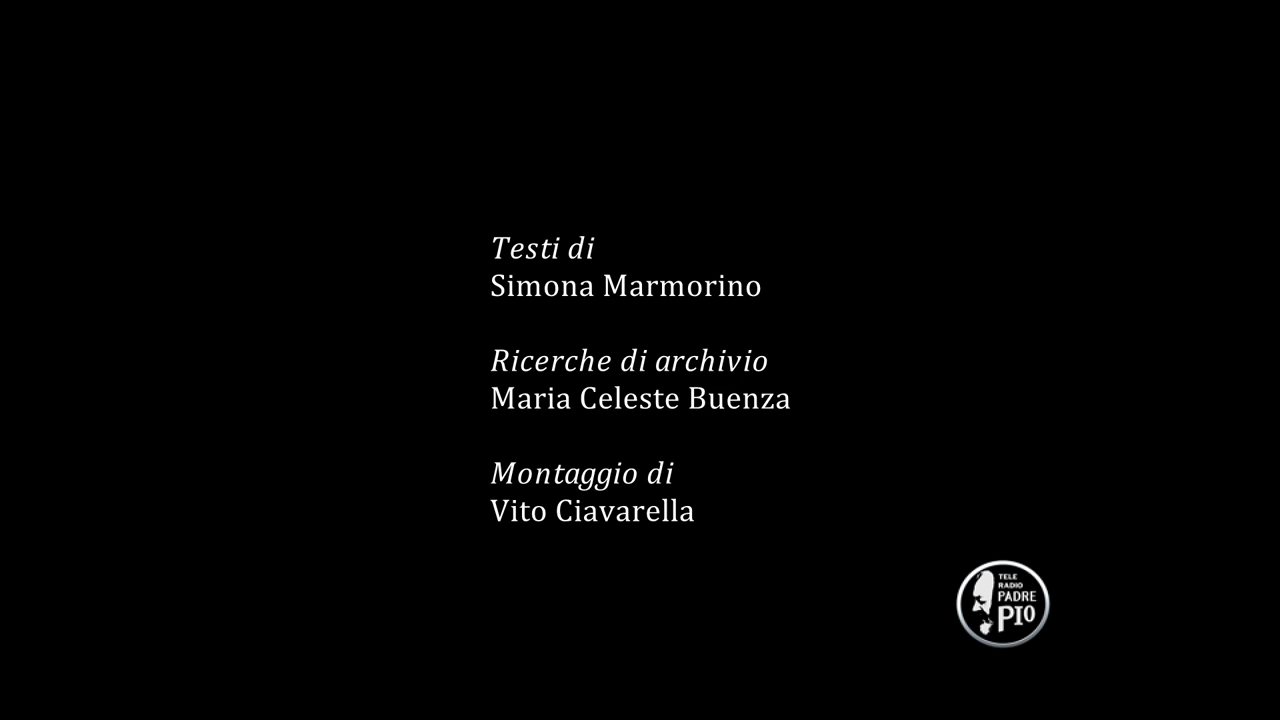 Testi di
Simona Marmorino
Ricerche di archivio
Maria Celeste Buenza
Montaggio di
Vito Ciavarella
TELE
RADIO
PADRE
PIO